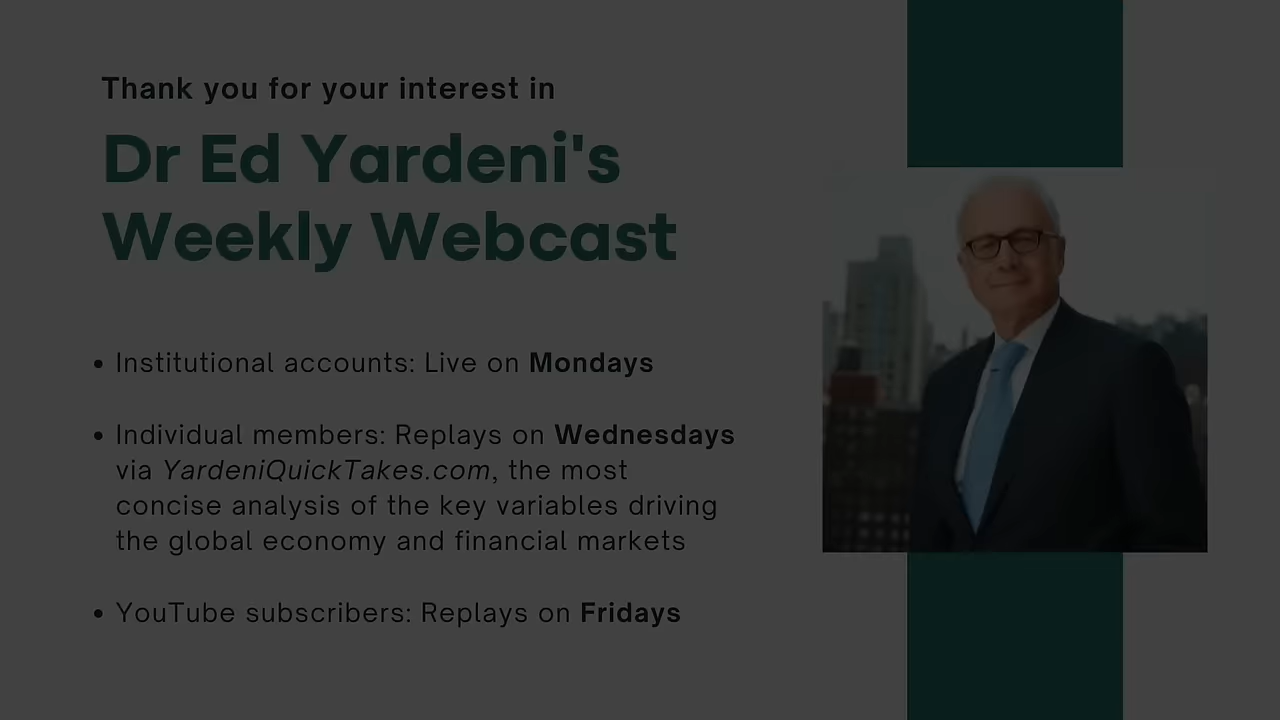 Thank you for your interest in
Dr Ed Yardeni's
Weekly Webcast
• Institutional accounts: Live on Mondays
• Individual members: Replays on Wednesdays
via YardeniQuickTakes.com, the most
concise analysis of the key variables driving
the global economy and financial markets
• YouTube subscribers: Replays on Fridays